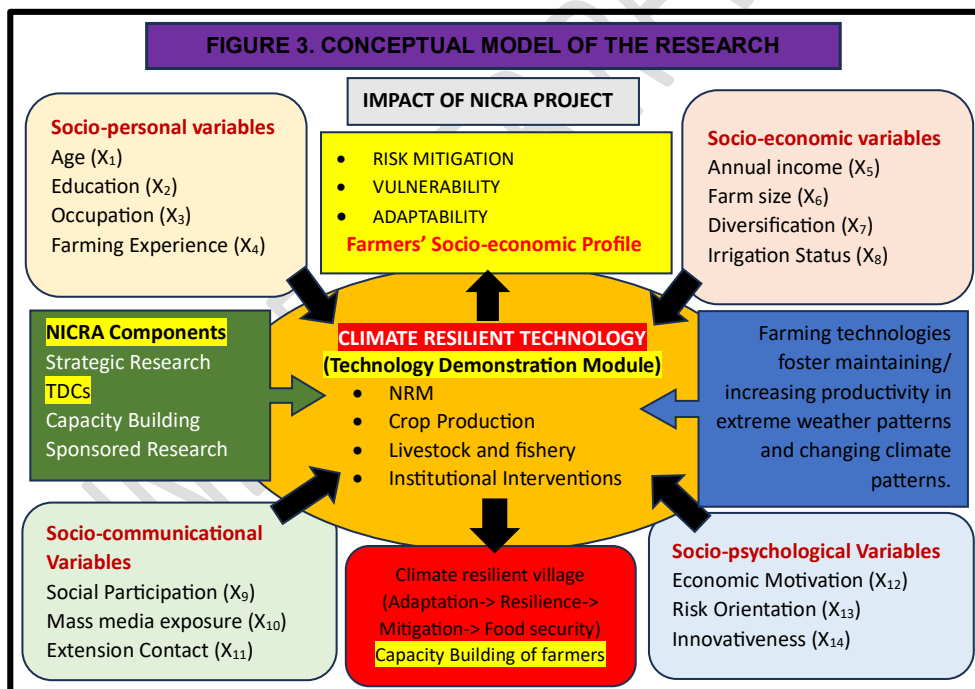 FIGURE 3. CONCEPTUAL MODEL OF THE RESEARCH
IMPACT OF NICRA PROJECT
Socio-personal variables
Age (X₁)
Education (X₂)
Occupation (X₃)
Farming Experience (X₄)
• RISK MITIGATION
• VULNERABILITY
• ADAPTABILITY
Farmers' Socio-economic Profile
Socio-economic variables
Annual income (X₅)
Farm size (X₆)
Diversification (X₇)
Irrigation Status (X₈)
NICRA Components
Strategic Research
TDCs
Capacity Building
Sponsored Research
CLIMATE RESILIENT TECHNOLOGY
(Technology Demonstration Module)
• NRM
• Crop Production
• Livestock and fishery
• Institutional Interventions
Farming technologies
foster maintaining/
increasing productivity in
extreme weather patterns
and changing climate
patterns.
Socio-communicational
Variables
Social Participation (X₉)
Mass media exposure (X₁₀)
Extension Contact (X₁₁)
Climate resilient village
(Adaptation-> Resilience->
Mitigation-> Food security)
Capacity Building of farmers
Socio-psychological Variables
Economic Motivation (X₁₂)
Risk Orientation (X₁₃)
Innovativeness (X₁₄)